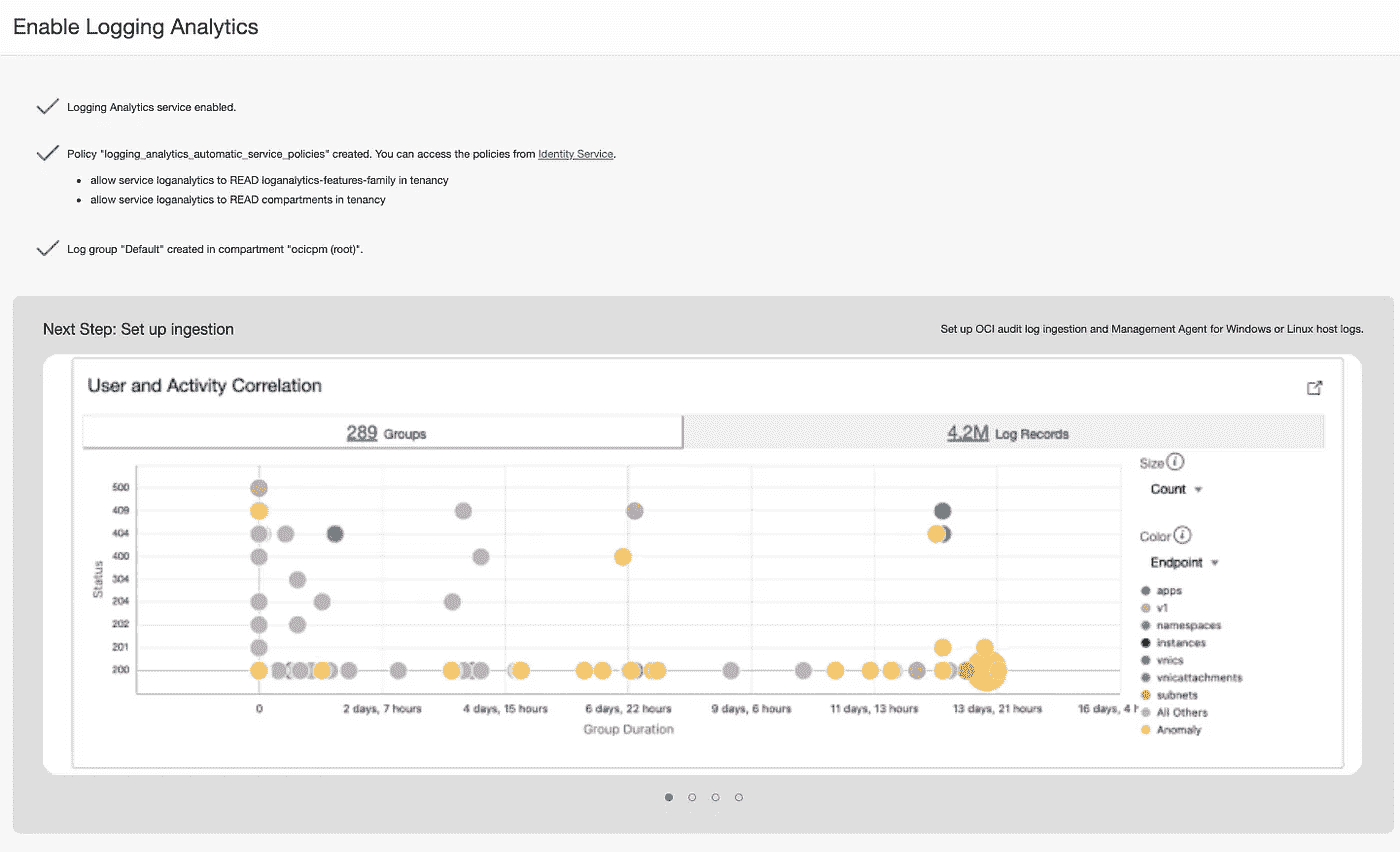 Enable Logging Analytics
Logging Analytics service enabled.
Policy "logging_analytics_automatic_service_policies" created. You can access the policies from Identity Service.
• allow service loganalytics to READ loganalytics-features-family in tenancy
• allow service loganalytics to READ compartments in tenancy
Log group "Default" created in compartment "ocicpm (root)".
Next Step: Set up ingestion
Set up OCI audit log ingestion and Management Agent for Windows or Linux host logs.
User and Activity Correlation
289 Groups
4.2M Log Records
Size
Count
Color
Endpoint
apps
v1
namespaces
instances
vnics
vnicattachments
subnets
All Others
Anomaly
Status
500
409
404
400
304
204
202
201
200
0
2 days, 7 hours
4 days, 15 hours
6 days, 22 hours
9 days, 6 hours
11 days, 13 hours
13 days, 21 hours
16 days, 4 h
Group Duration